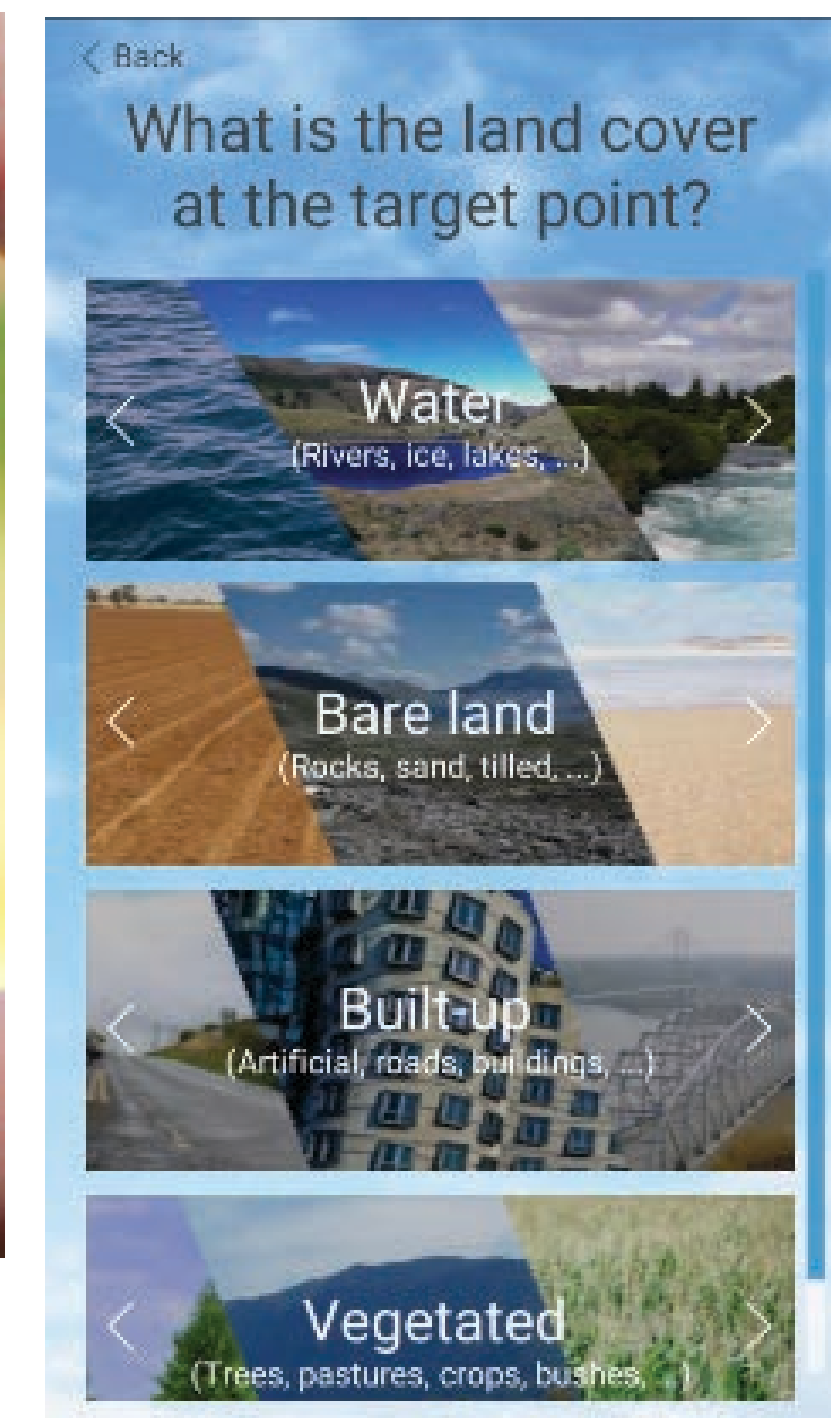 Back
What is the land cover
at the target point?
Water
(Rivers, ice, lakes, ...)
Bare land
(Rocks, sand, tilled, ...)
Built-up
(Artificial, roads, buildings, ...)
Vegetated
(Trees, pastures, crops, bushes, ...)